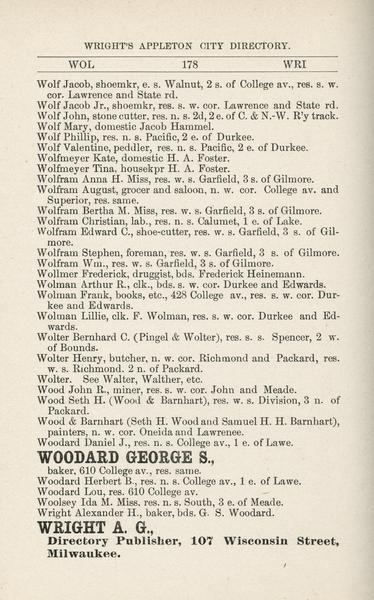 WRIGHT'S APPLETON CITY DIRECTORY.
WOL 178 WRI
Wolf Jacob, shoemkr, e. s. Walnut, 2 s. of College av., res. s. w.
cor. Lawrence and State rd.
Wolf Jacob Jr., shoemkr, res. s. w. cor. Lawrence and State rd.
Wolf John, stone cutter, res. n. s. 2d, 2 e. of C. & N.-W. R'y track.
Wolf Mary, domestic Jacob Hammel.
Wolf Phillip, res. n. s. Pacific, 2 e. of Durkee.
Wolf Valentine, peddler, res. n. s. Pacific, 2 e. of Durkee.
Wolfmeyer Kate, domestic H. A. Foster.
Wolfmeyer Tina, housekpr H. A. Foster.
Wolfram Anna H. Miss, res. w. s. Garfield, 3 s. of Gilmore.
Wolfram August, grocer and saloon, n. w. cor. College av. and
Superior, res. same.
Wolfram Bertha M. Miss, res. w. s. Garfield, 3 s. of Gilmore.
Wolfram Christian, lab., res. n. s. Calumet, 1 e. of Lake.
Wolfram Edward C., shoe-cutter, res. w. s. Garfield, 3 s. of Gil-
more.
Wolfram Stephen, foreman, res. w. s. Garfield, 3 s. of Gilmore.
Wolfram Wm., res. w. s. Garfield, 3 s. of Gilmore.
Wollmer Frederick, druggist, bds. Frederick Heinemann.
Wolman Arthur R., clk., bds. s. w. cor. Durkee and Edwards.
Wolman Frank, books, etc., 428 College av., res. s. w. cor. Dur-
kee and Edwards.
Wolman Lillie, clk. F. Wolman, res. s. w. cor. Durkee and Ed-
wards.
Wolter Bernhard C. (Pingel & Wolter), res. s. s. Spencer, 2 w.
of Bounds.
Wolter Henry, butcher, n. w. cor. Richmond and Packard, res.
w. s. Richmond. 2 n. of Packard.
Wolter. See Walter, Walther, etc.
Wood John R., miner, res. s. w. cor. John and Meade.
Wood Seth H. (Wood & Barnhart), res. w. s. Division, 3 n. of
Packard.
Wood & Barnhart (Seth H. Wood and Samuel H. H. Barnhart),
painters, n. w. cor. Oneida and Lawrence.
Woodard Daniel J., res. n. s. College av., 1 e. of Lawe.
WOODARD GEORGE S.,
baker, 610 College av., res. same.
Woodard Herbert B., res. n. s. College av., 1 e. of Lawe.
Woodard Lou, res. 610 College av.
Woolsey Ida M. Miss. res. n. s. South, 3 e. of Meade.
Wright Alexander H., baker, bds. G. S. Woodard.
WRIGHT A. G.,
Directory Publisher, 107 Wisconsin Street,
Milwaukee.